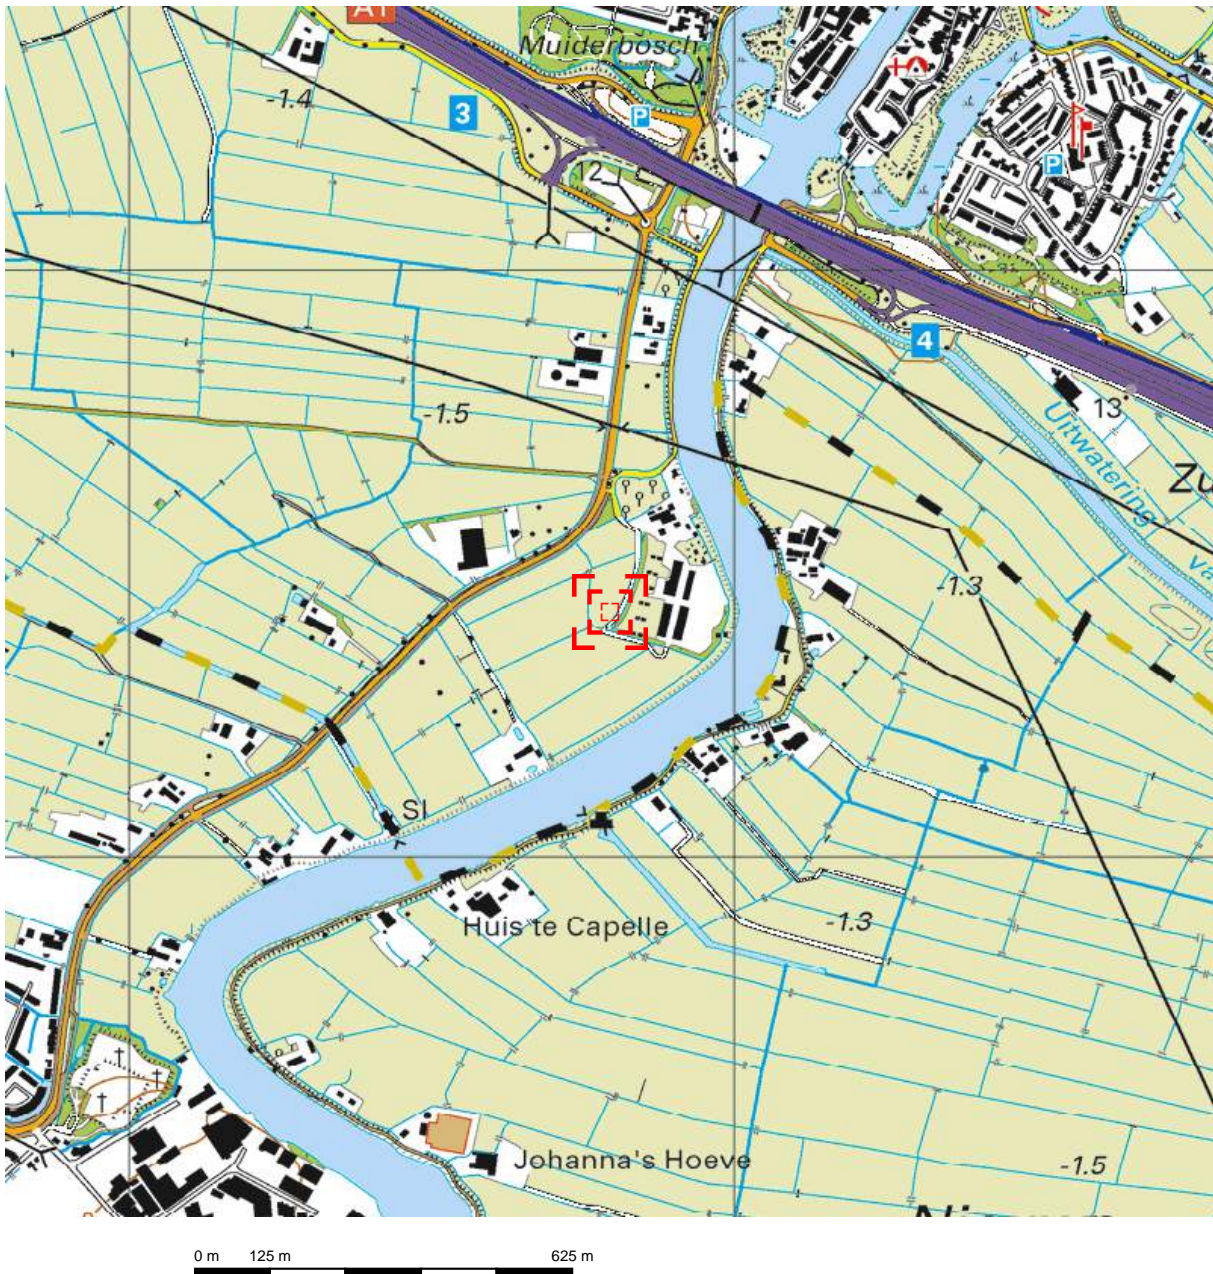 A1
Muiderbosch
-1.4
3
P
P
12
4
13
-1.5
Uitwatering
Zu
va
-1.3
Sl
-1.3
Huis te Capelle
Johanna's Hoeve
-1.5
0 m 125 m 625 m